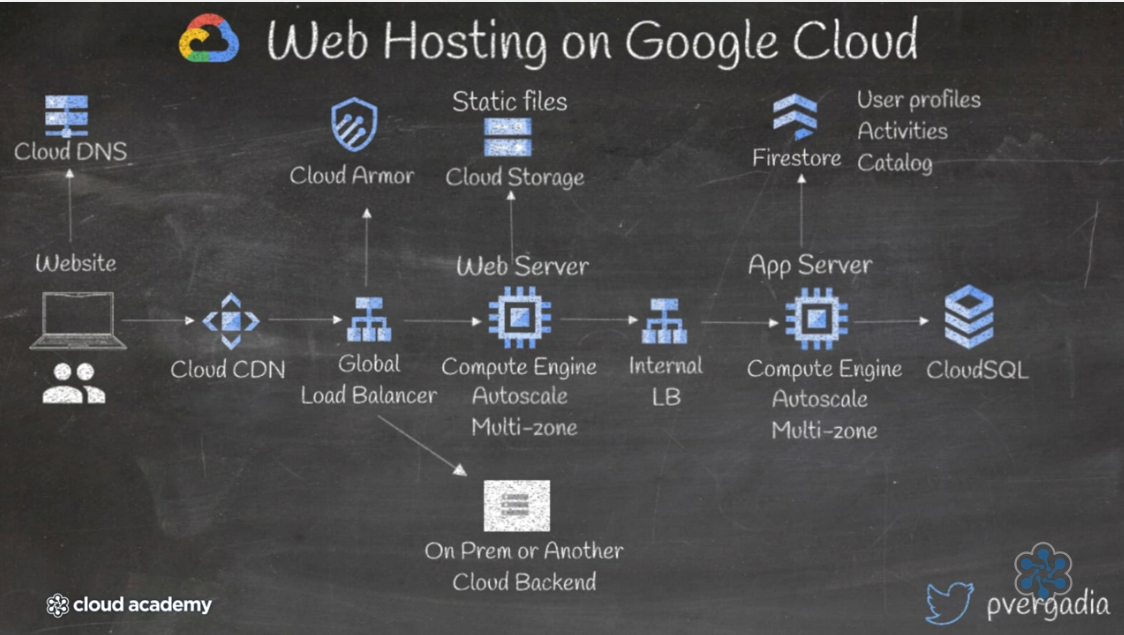 Web Hosting on Google Cloud
Cloud DNS
Cloud Armor
Static files
Cloud Storage
Firestore
User profiles
Activities
Catalog
Website
Web Server
App Server
Cloud CDN
Global
Load Balancer
Compute Engine
Autoscale
Multi-zone
Internal
LB
Compute Engine
Autoscale
Multi-zone
CloudSQL
On Prem or Another
Cloud Backend
cloud academy
pvergadia